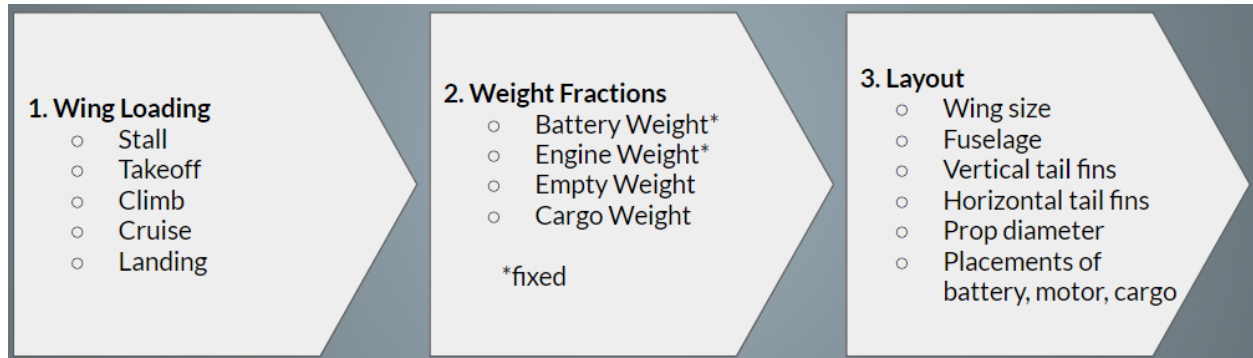 1. Wing Loading
○ Stall
○ Takeoff
○ Climb
○ Cruise
○ Landing
2. Weight Fractions
○ Battery Weight*
○ Engine Weight*
○ Empty Weight
○ Cargo Weight
*fixed
3. Layout
○ Wing size
○ Fuselage
○ Vertical tail fins
○ Horizontal tail fins
○ Prop diameter
○ Placements of
battery, motor, cargo